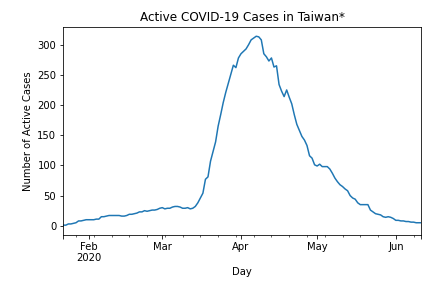 Active COVID-19 Cases in Taiwan*
300
250
200
150
100
50
0
Number of Active Cases
Feb
2020
Mar
Apr
May
Jun
Day